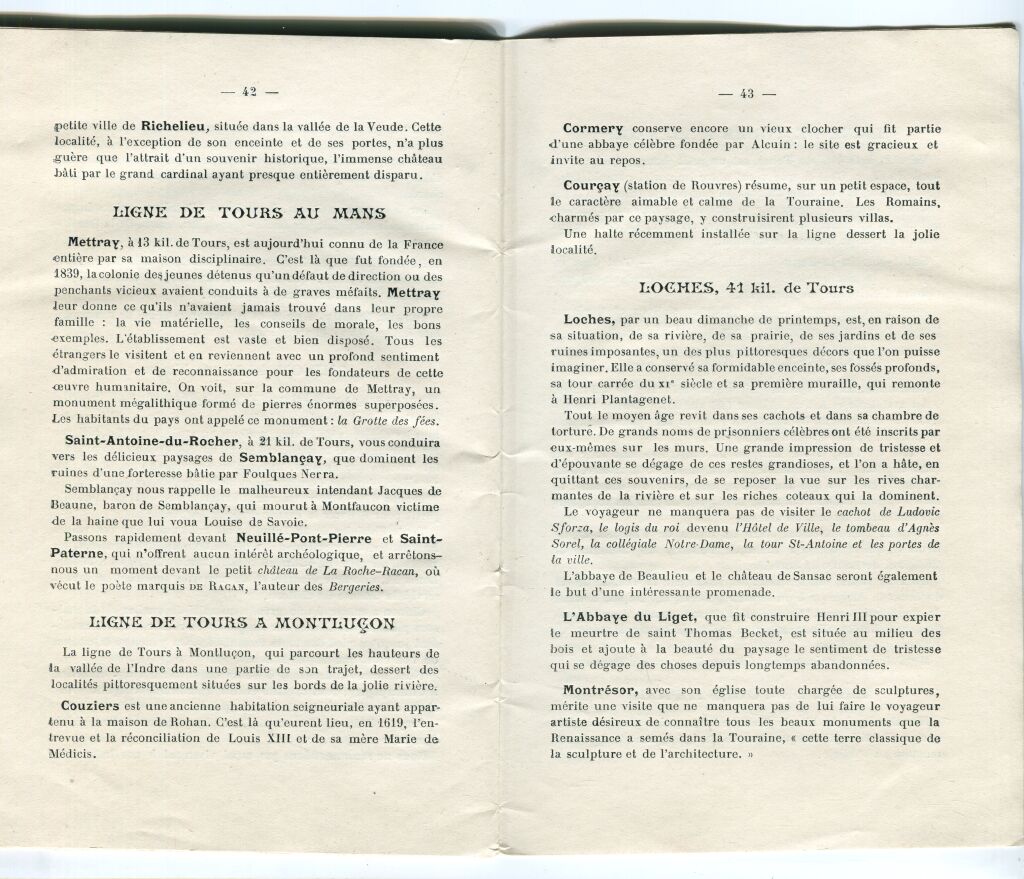 — 42 —
petite ville de Richelieu, située dans la vallée de la Veude. Cette
localité, à l'exception de son enceinte et de ses portes, n'a plus
guère que l'attrait d'un souvenir historique, l'immense château
bâti par le grand cardinal ayant presque entièrement disparu.
LIGNE DE TOURS AU MANS
Mettray, à 13 kil. de Tours, est aujourd'hui connu de la France
entière par sa maison disciplinaire. C'est là que fut fondée, en
1839, la colonie des jeunes détenus qu'un défaut de direction ou des
penchants vicieux avaient conduits à de graves méfaits. Mettray
leur donne ce qu'ils n'avaient jamais trouvé dans leur propre
famille : la vie matérielle, les conseils de morale, les bons
exemples. L'établissement est vaste et bien disposé. Tous les
étrangers le visitent et en reviennent avec un profond sentiment
d'admiration et de reconnaissance pour les fondateurs de cette
œuvre humanitaire. On voit, sur la commune de Mettray, un
monument mégalithique formé de pierres énormes superposées.
Les habitants du pays ont appelé ce monument : la Grotte des fées.
Saint-Antoine-du-Rocher, à 21 kil. de Tours, vous conduira
vers les délicieux paysages de Semblançay, que dominent les
ruines d'une forteresse bâtie par Foulques Nerra.
Semblançay nous rappelle le malheureux intendant Jacques de
Beaune, baron de Semblançay, qui mourut à Montfaucon victime
de la haine que lui voua Louise de Savoie.
Passons rapidement devant Neuillé-Pont-Pierre et Saint-
Paterne, qui n'offrent aucun intérêt archéologique, et arrêtons-
nous un moment devant le petit château de La Roche-Racan, où
vécut le poète marquis DE RACAN, l'auteur des Bergeries.
LIGNE DE TOURS A MONTLUÇON
La ligne de Tours à Montluçon, qui parcourt les hauteurs de
la vallée de l'Indre dans une partie de son trajet, dessert des
localités pittoresquement situées sur les bords de la jolie rivière.
Couziers est une ancienne habitation seigneuriale ayant appar-
tenu à la maison de Rohan. C'est là qu'eurent lieu, en 1619, l'en-
trevue et la réconciliation de Louis XIII et de sa mère Marie de
Médicis.
— 43 —
Cormery conserve encore un vieux clocher qui fit partie
d'une abbaye célèbre fondée par Alcuin : le site est gracieux et
invite au repos.
Courçay (station de Rouvres) résume, sur un petit espace, tout
le caractère aimable et calme de la Touraine. Les Romains,
charmés par ce paysage, y construisirent plusieurs villas.
Une halte récemment installée sur la ligne dessert la jolie
localité.
LOCHES, 41 kil. de Tours
Loches, par un beau dimanche de printemps, est, en raison de
sa situation, de sa rivière, de sa prairie, de ses jardins et de ses
ruines imposantes, un des plus pittoresques décors que l'on puisse
imaginer. Elle a conservé sa formidable enceinte, ses fossés profonds,
sa tour carrée du XIe siècle et sa première muraille, qui remonte
à Henri Plantagenet.
Tout le moyen âge revit dans ses cachots et dans sa chambre de
torture. De grands noms de prisonniers célèbres ont été inscrits par
eux-mêmes sur les murs. Une grande impression de tristesse et
d'épouvante se dégage de ces restes grandioses, et l'on a hâte, en
quittant ces souvenirs, de se reposer la vue sur les rives char-
mantes de la rivière et sur les riches coteaux qui la dominent.
Le voyageur ne manquera pas de visiter le cachot de Ludovic
Sforza, le logis du roi devenu l'Hôtel de Ville, le tombeau d'Agnès
Sorel, la collégiale Notre-Dame, la tour St-Antoine et les portes de
la ville.
L'abbaye de Beaulieu et le château de Sansac seront également
le but d'une intéressante promenade.
L'Abbaye du Liget, que fit construire Henri III pour expier
le meurtre de saint Thomas Becket, est située au milieu des
bois et ajoute à la beauté du paysage le sentiment de tristesse
qui se dégage des choses depuis longtemps abandonnées.
Montrésor, avec son église toute chargée de sculptures,
mérite une visite que ne manquera pas de lui faire le voyageur
artiste désireux de connaître tous les beaux monuments que la
Renaissance a semés dans la Touraine, « cette terre classique de
la sculpture et de l'architecture. »